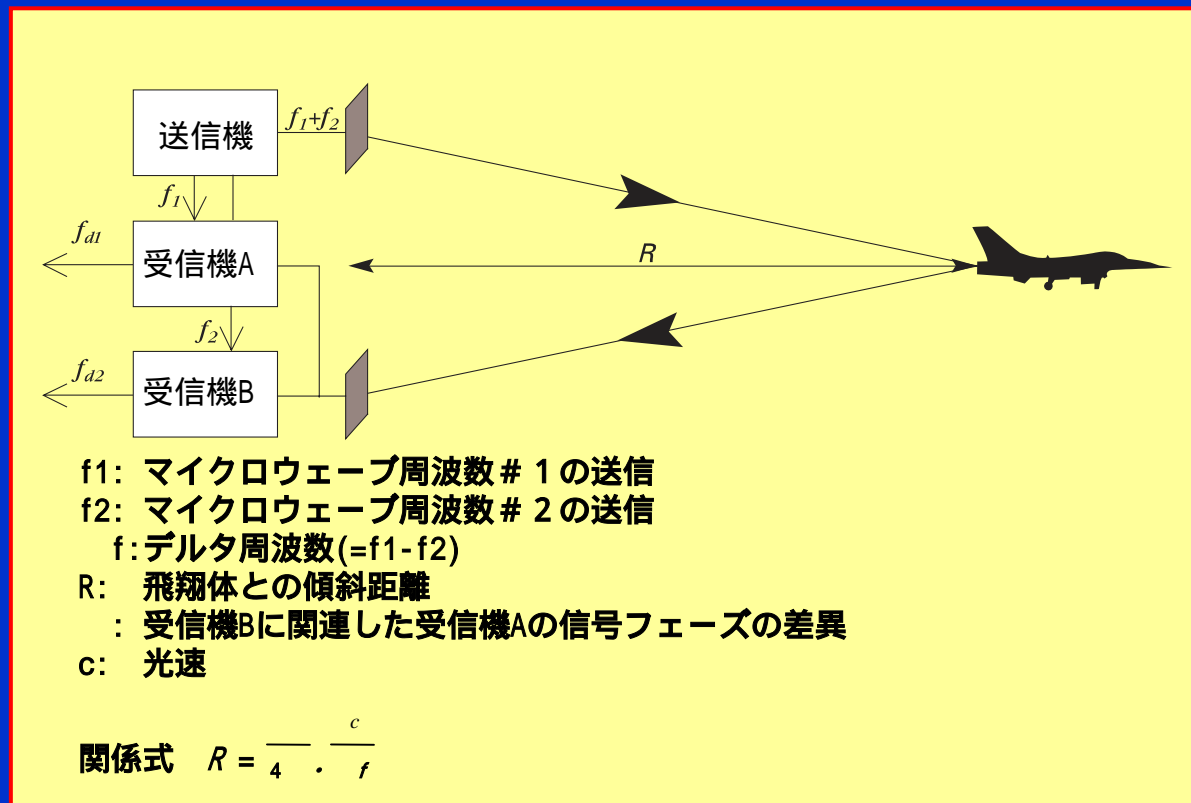 送信機
f1+f2
f1
fd1
受信機A
R
f2
fd2
受信機B
f1: マイクロウェーブ周波数#1の送信
f2: マイクロウェーブ周波数#2の送信
f:デルタ周波数(=f1-f2)
R: 飛翔体との傾斜距離
: 受信機Bに関連した受信機Aの信号フェーズの差異
c: 光速
c
関係式 R = 4 . f